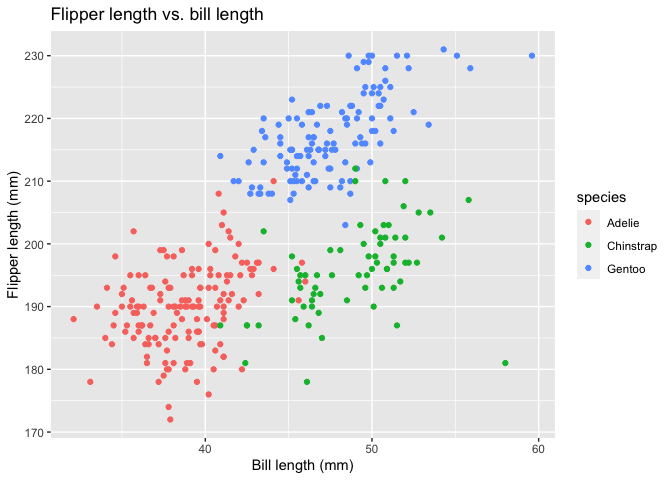 Flipper length vs. bill length
Flipper length (mm)
230
220
210
200
190
180
170
40
50
60
Bill length (mm)
species
Adelie
Chinstrap
Gentoo